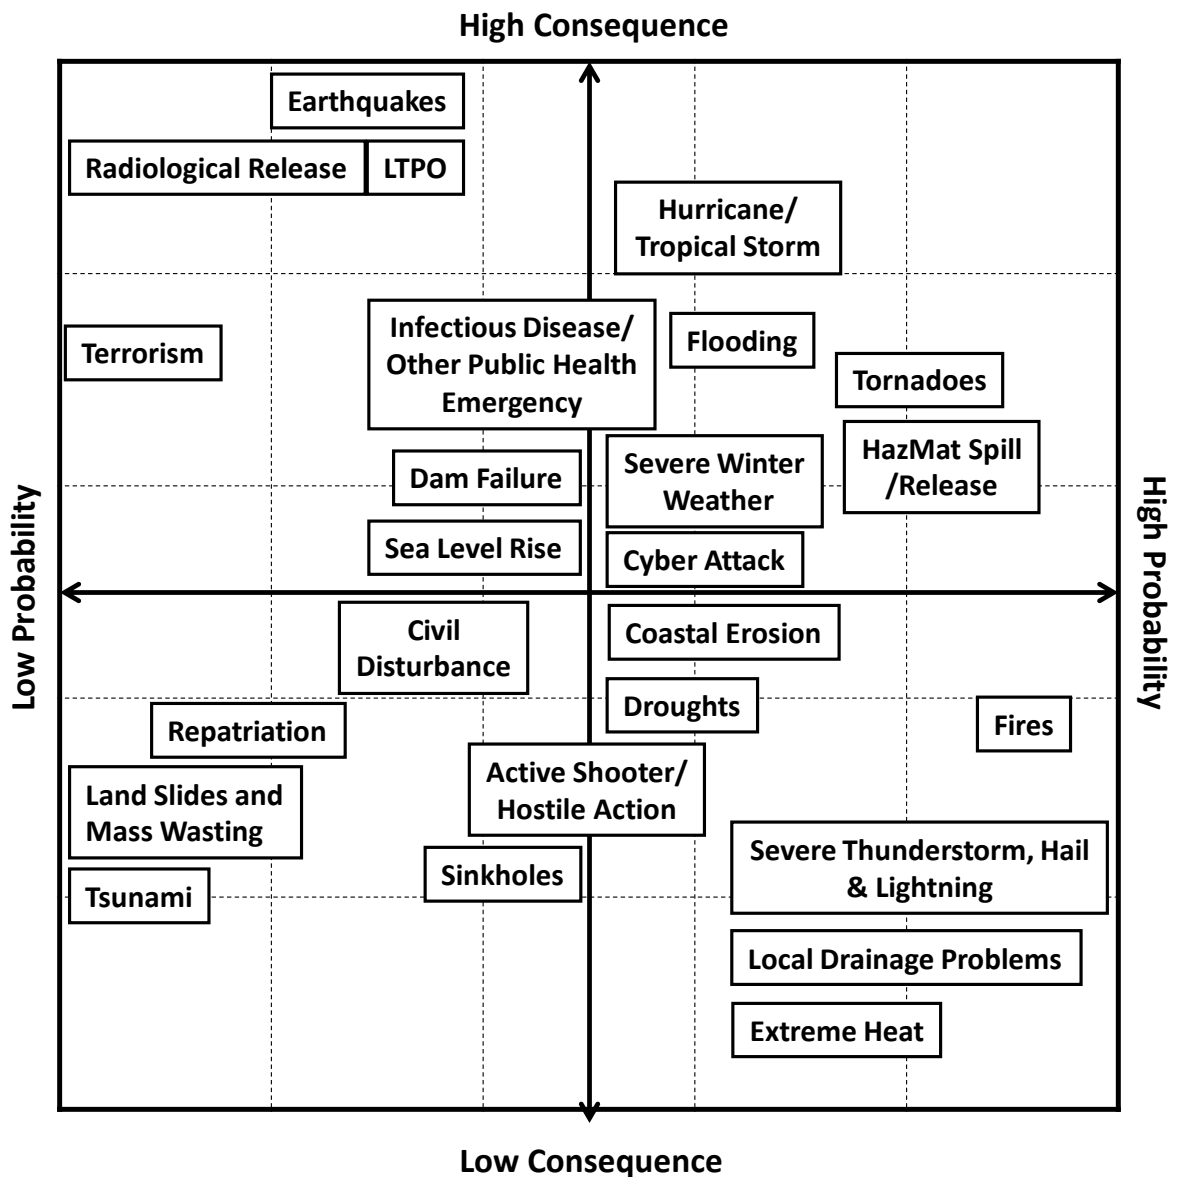 High Consequence
Earthquakes
Radiological Release
LTPO
Hurricane/
Tropical Storm
Terrorism
Infectious Disease/
Other Public Health
Emergency
Flooding
Tornadoes
Dam Failure
Severe Winter
Weather
HazMat Spill
/Release
Sea Level Rise
Cyber Attack
Low Probability
High Probability
Civil
Disturbance
Coastal Erosion
Repatriation
Droughts
Fires
Land Slides and
Mass Wasting
Active Shooter/
Hostile Action
Tsunami
Sinkholes
Severe Thunderstorm, Hail
& Lightning
Local Drainage Problems
Extreme Heat
Low Consequence